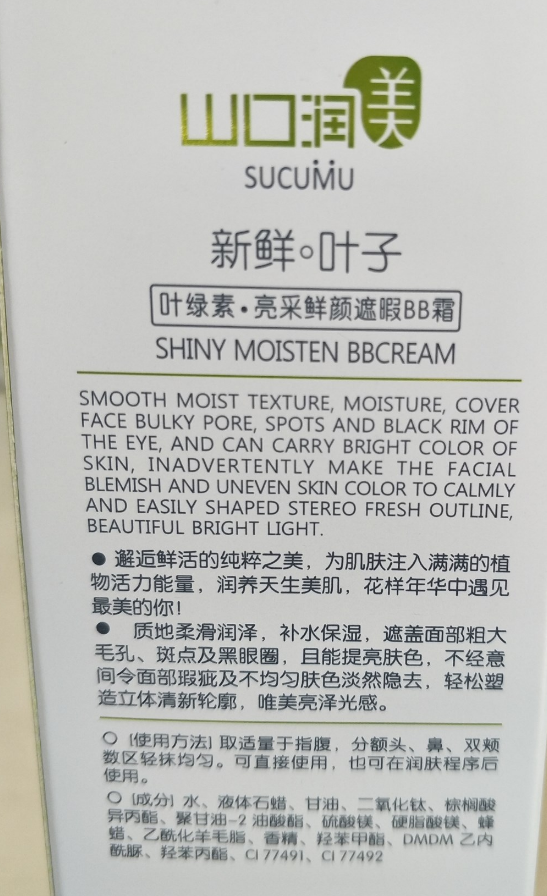 山口润美
SUCUMU
新鲜叶子
叶绿素·亮采鲜颜遮暇BB霜
SHINY MOISTEN BBCREAM
SMOOTH MOIST TEXTURE, MOISTURE, COVER
FACE BULKY PORE, SPOTS AND BLACK RIM OF
THE EYE, AND CAN CARRY BRIGHT COLOR OF
SKIN, INADVERTENTLY MAKE THE FACIAL
BLEMISH AND UNEVEN SKIN COLOR TO CALMLY
AND EASILY SHAPED STEREO FRESH OUTLINE,
BEAUTIFUL BRIGHT LIGHT.
● 邂逅鲜活的纯粹之美，为肌肤注入满满的植
物活力能量，润养天生美肌，花样年华中遇见
最美的你!
● 质地柔滑润泽，补水保湿，遮盖面部粗大
毛孔、斑点及黑眼圈，且能提亮肤色，不经意
间令面部瑕疵及不均匀肤色淡然隐去，轻松塑
造立体清新轮廓，唯美亮泽光感。
○ [使用方法] 取适量于指腹，分额头、鼻、双颊
数区轻抹均匀。可直接使用，也可在润肤程序后
使用。
○ [成分] 水、液体石蜡、甘油、二氧化钛、棕榈酸
异丙酯、聚甘油-2 油酸酯、硫酸镁、硬脂酸镁、蜂
蜡、乙酰化羊毛脂、香精、羟苯甲酯、DMDM 乙内
酰脲、羟苯丙酯、CI 77491、CI 77492